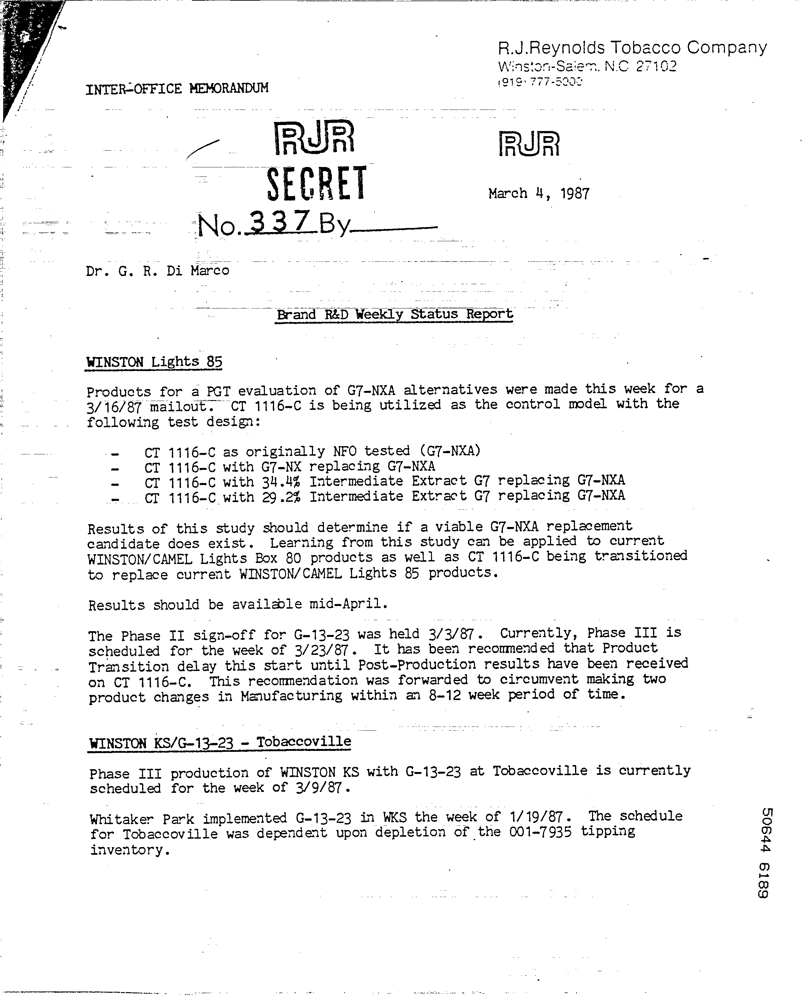 R.J.Reynolds Tobacco Company
Winston-Salem, N.C. 27102
(919) 777-5000
INTER-OFFICE MEMORANDUM
RJR
RJR
SECRET
March 4, 1987
No. 337 By
Dr. G. R. Di Marco
Brand R&D Weekly Status Report
WINSTON Lights 85
Products for a PGT evaluation of G7-NXA alternatives were made this week for a
3/16/87 mailout. CT 1116-C is being utilized as the control model with the
following test design:
- CT 1116-C as originally NFO tested (G7-NXA)
- CT 1116-C with G7-NX replacing G7-NXA
- CT 1116-C with 34.4% Intermediate Extract G7 replacing G7-NXA
- CT 1116-C with 29.2% Intermediate Extract G7 replacing G7-NXA
Results of this study should determine if a viable G7-NXA replacement
candidate does exist. Learning from this study can be applied to current
WINSTON/CAMEL Lights Box 80 products as well as CT 1116-C being transitioned
to replace current WINSTON/CAMEL Lights 85 products.
Results should be available mid-April.
The Phase II sign-off for G-13-23 was held 3/3/87. Currently, Phase III is
scheduled for the week of 3/23/87. It has been recommended that Product
Transition delay this start until Post-Production results have been received
on CT 1116-C. This recommendation was forwarded to circumvent making two
product changes in Manufacturing within an 8-12 week period of time.
WINSTON KS/G-13-23 - Tobaccoville
Phase III production of WINSTON KS with G-13-23 at Tobaccoville is currently
scheduled for the week of 3/9/87.
Whitaker Park implemented G-13-23 in WKS the week of 1/19/87. The schedule
for Tobaccoville was dependent upon depletion of the 001-7935 tipping
inventory.
50644 6189